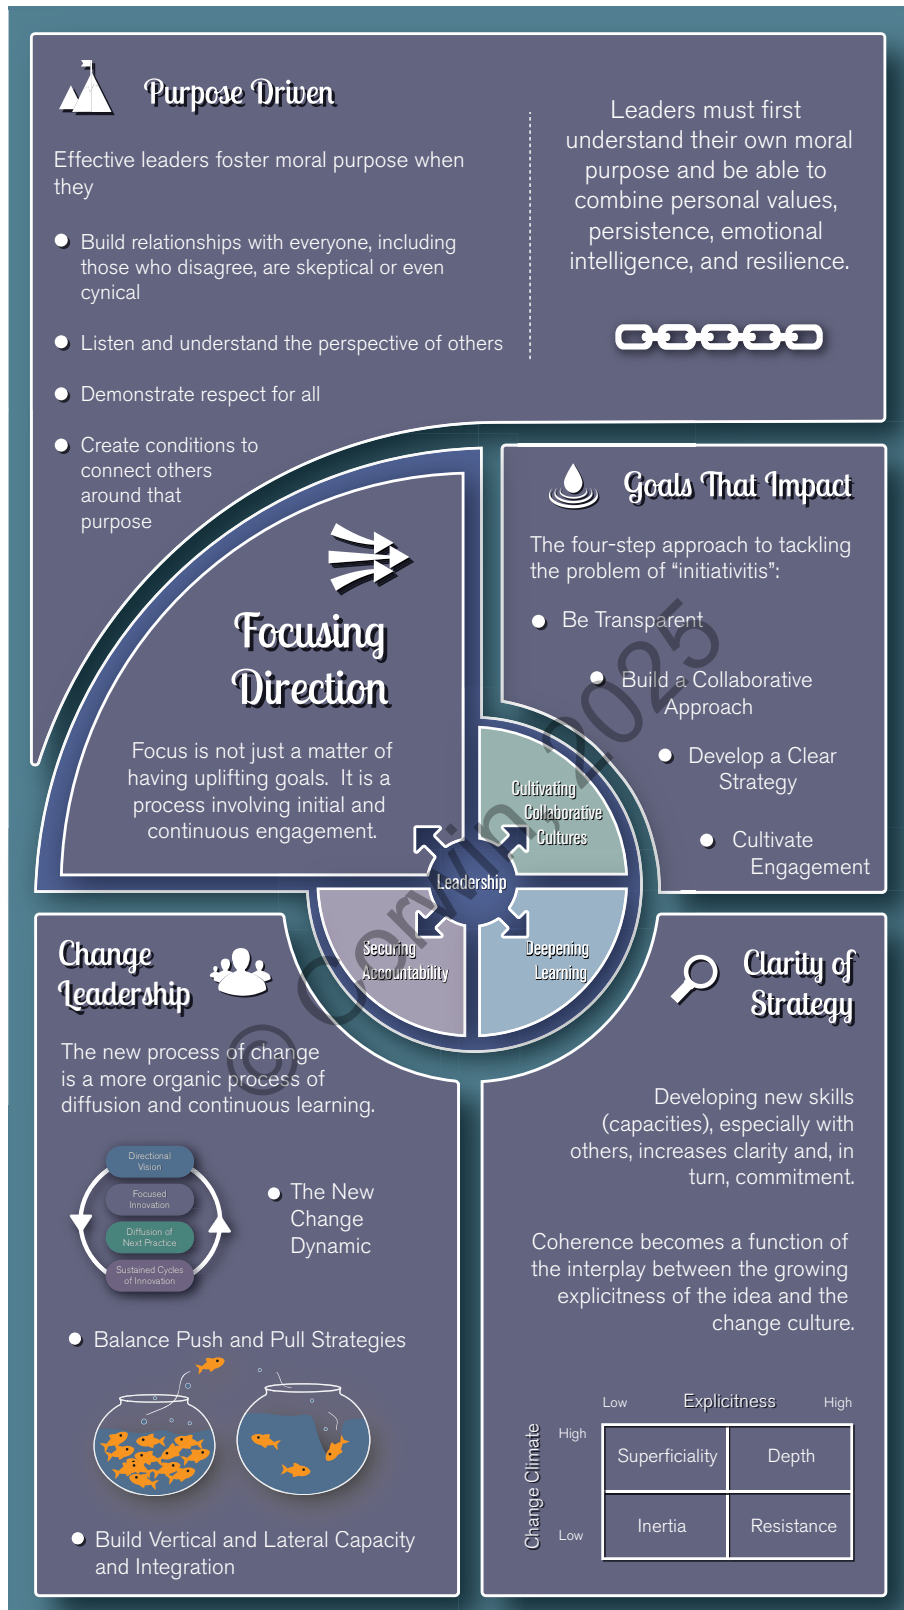 Purpose Driven
Effective leaders foster moral purpose when
they
● Build relationships with everyone, including
those who disagree, are skeptical or even
cynical
● Listen and understand the perspective of others
● Demonstrate respect for all
● Create conditions to
connect others
around that
purpose
Leaders must first
understand their own moral
purpose and be able to
combine personal values,
persistence, emotional
intelligence, and resilience.
Focusing
Direction
Focus is not just a matter of
having uplifting goals. It is a
process involving initial and
continuous engagement.
Goals That Impact
The four-step approach to tackling
the problem of “initiativitis”:
● Be Transparent
● Build a Collaborative
Approach
● Develop a Clear
Strategy
● Cultivate
Engagement
Cultivating
Collaborative
Cultures
Leadership
Securing
Accountability
Deepening
Learning
Change
Leadership
The new process of change
is a more organic process of
diffusion and continuous learning.
Directional
Vision
Focused
Innovation
Diffusion of
Next Practice
Sustained Cycles
of Innovation
● The New
Change
Dynamic
● Balance Push and Pull Strategies
● Build Vertical and Lateral Capacity
and Integration
Clarity of
Strategy
Developing new skills
(capacities), especially with
others, increases clarity and, in
turn, commitment.
Coherence becomes a function of
the interplay between the growing
explicitness of the idea and the
change culture.
Low Explicitness High
Change Climate
High
Superficiality Depth
Low
Inertia Resistance
© Corwin, 2025